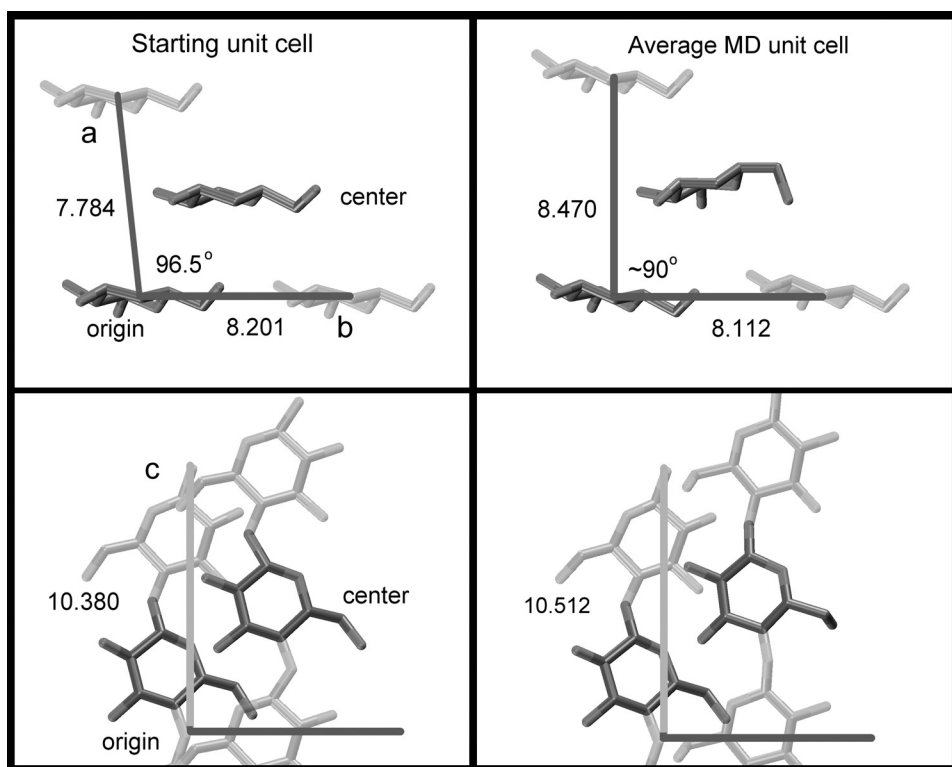 Starting unit cell
a
7.784
center
96.5°
origin
8.201
b
Average MD unit cell
8.470
~90°
8.112
c
10.380
center
origin
10.512